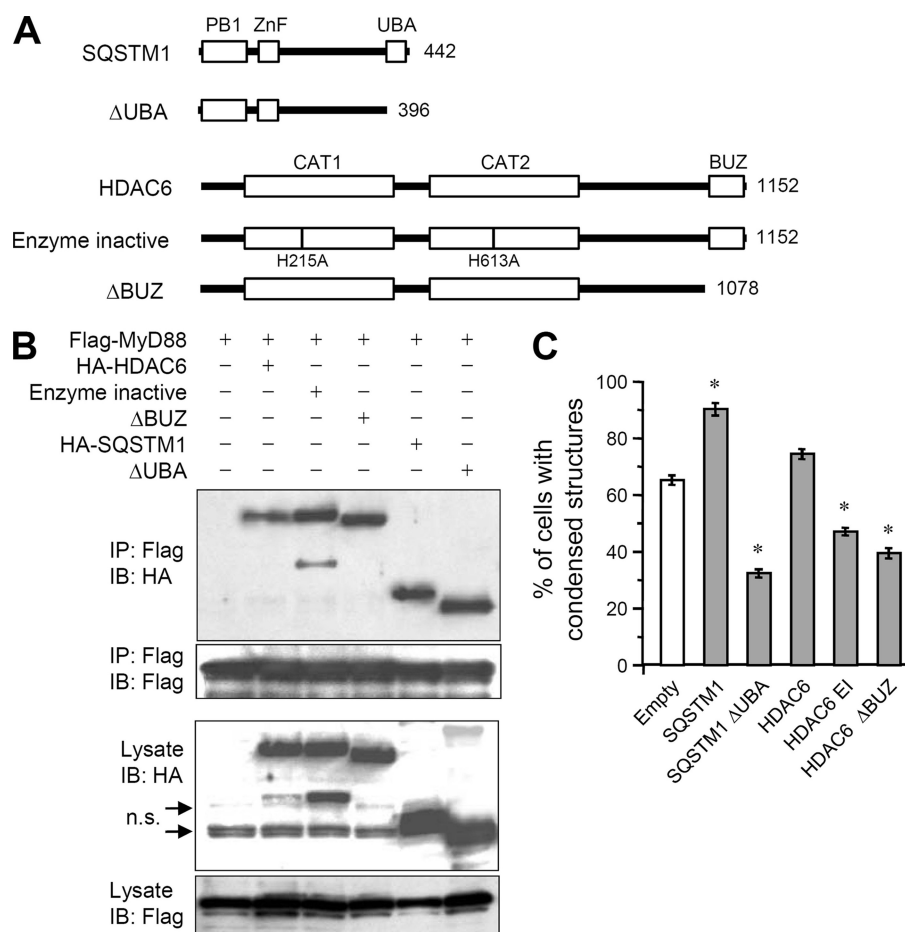 A
PB1 ZnF UBA
SQSTM1 442
ΔUBA 396
CAT1 CAT2 BUZ
HDAC6 1152
Enzyme inactive 1152
H215A H613A
ΔBUZ 1078
B
Flag-MyD88 + + + + + +
HA-HDAC6 − + − − − −
Enzyme inactive − − + − − −
ΔBUZ − − − + − −
HA-SQSTM1 − − − − + −
ΔUBA − − − − − +
IP: Flag
IB: HA
IP: Flag
IB: Flag
Lysate
IB: HA
n.s.
Lysate
IB: Flag
C
% of cells with
condensed structures
100
80
60
40
20
0
* * * *
Empty
SQSTM1
SQSTM1 ΔUBA
HDAC6
HDAC6 EI
HDAC6 ΔBUZ